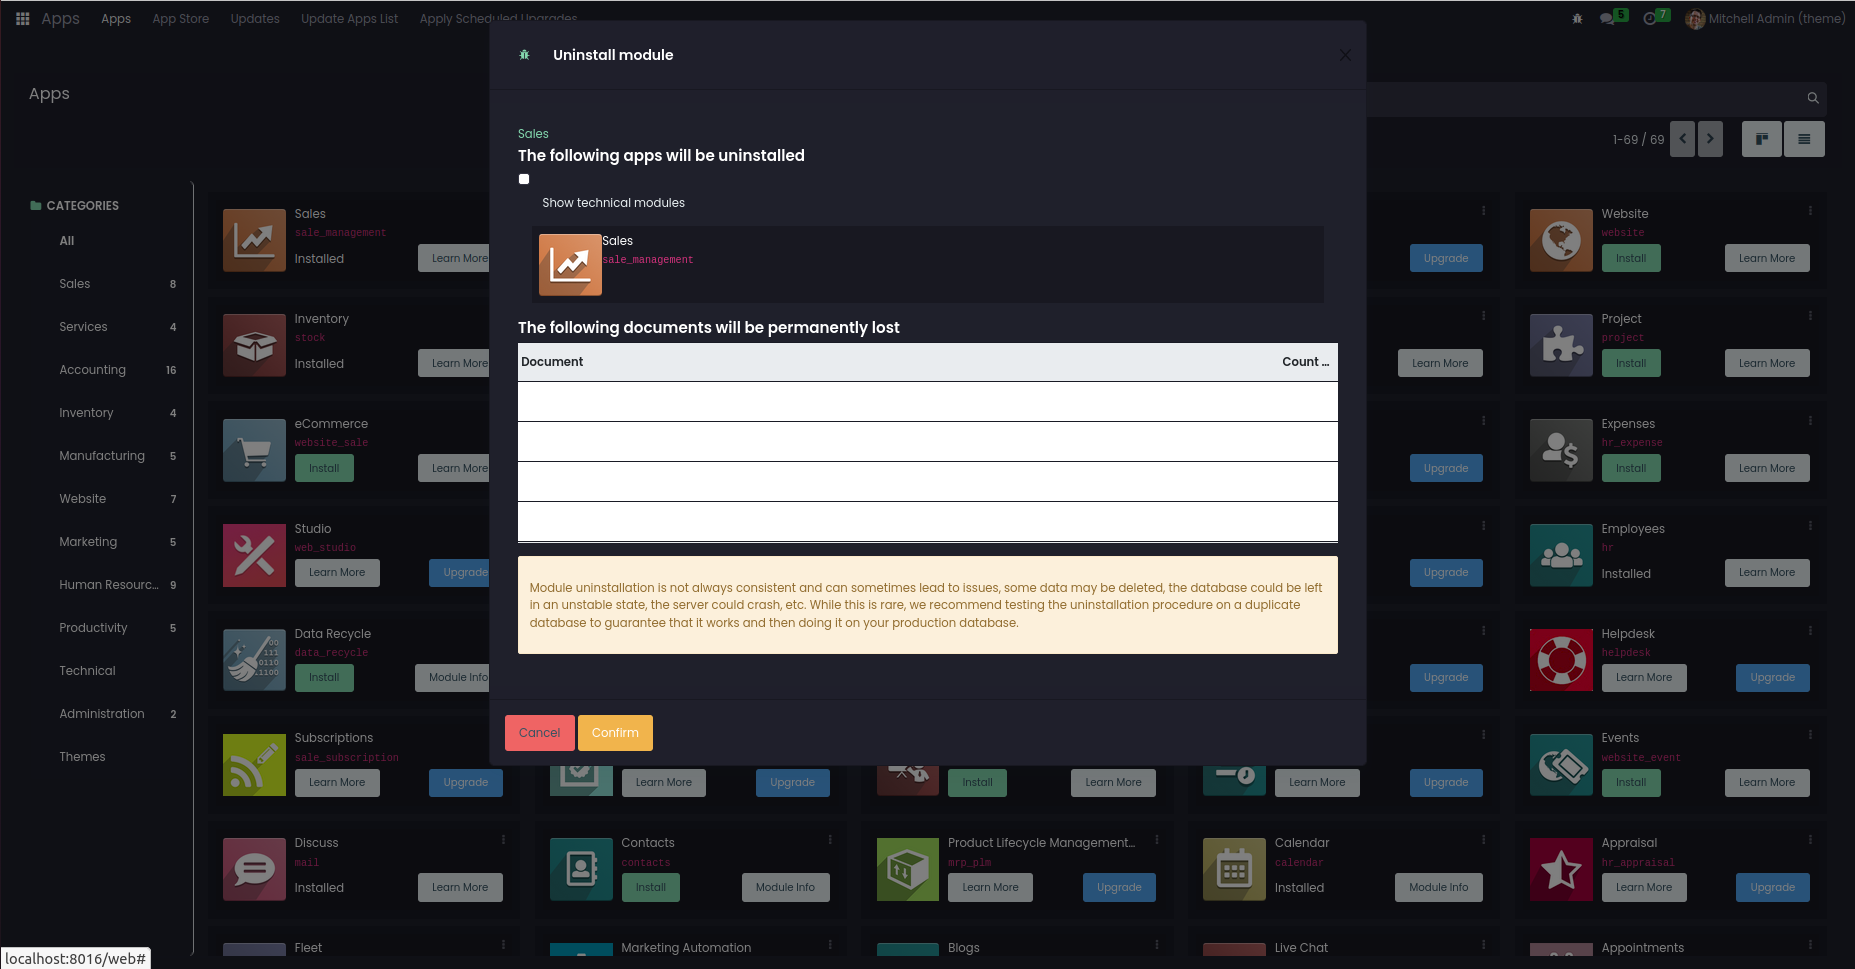 Apps Apps App Store Updates Update Apps List Apply Scheduled Upgrades 5 7 Mitchell Admin (theme)
Uninstall module
Apps
1-69 / 69
Sales
The following apps will be uninstalled
Show technical modules
Sales
sale_management
The following documents will be permanently lost
Document Count ...
Module uninstallation is not always consistent and can sometimes lead to issues, some data may be deleted, the database could be left
in an unstable state, the server could crash, etc. While this is rare, we recommend testing the uninstallation procedure on a duplicate
database to guarantee that it works and then doing it on your production database.
Cancel Confirm
CATEGORIES
All
Sales 8
Services 4
Accounting 16
Inventory 4
Manufacturing 5
Website 7
Marketing 5
Human Resourc... 9
Productivity 5
Technical
Administration 2
Themes
Sales
sale_management
Installed Learn More
Upgrade
Website
website
Install Learn More
Inventory
stock
Installed Learn More
Learn More
Project
project
Install Learn More
eCommerce
website_sale
Install Learn More
Upgrade
Expenses
hr_expense
Install Learn More
Studio
web_studio
Learn More Upgrade
Upgrade
Employees
hr
Installed Learn More
Data Recycle
data_recycle
Install Module Info
Upgrade
Helpdesk
helpdesk
Learn More Upgrade
Subscriptions
sale_subscription
Learn More Upgrade
Learn More Upgrade
Install Learn More
Learn More Upgrade
Events
website_event
Install Learn More
Discuss
mail
Installed Learn More
Contacts
contacts
Install Module Info
Product Lifecycle Management...
mrp_plm
Learn More Upgrade
Calendar
calendar
Installed Module Info
Appraisal
hr_appraisal
Learn More Upgrade
Fleet
Marketing Automation
Blogs
Live Chat
Appointments
localhost:8016/web#